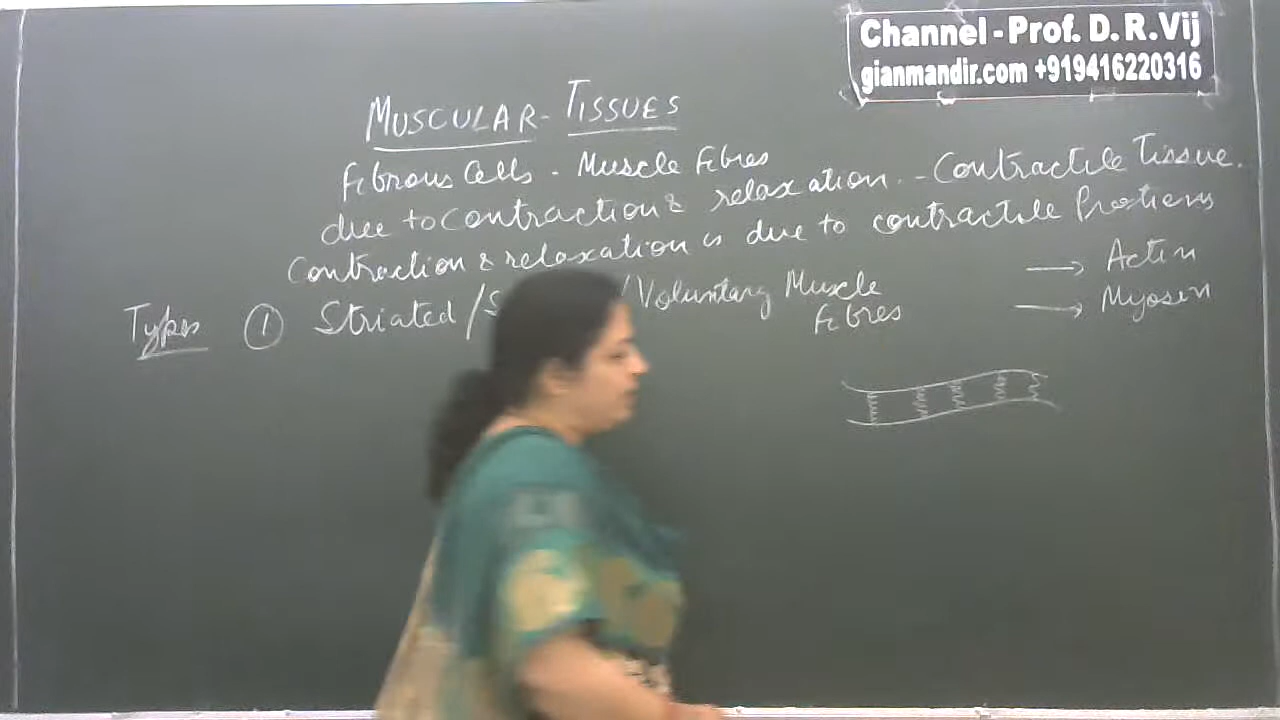 Channel - Prof. D. R. Vij
gianmandir.com +919416220316
MUSCULAR - TISSUES
Fibrous Cells - Muscle Fibres
due to contraction & relaxation. - Contractile Tissue.
Contraction & relaxation is due to contractile Proteins
→ Actin
→ Myosin
Types ① Striated / / Voluntary Muscle
Fibres